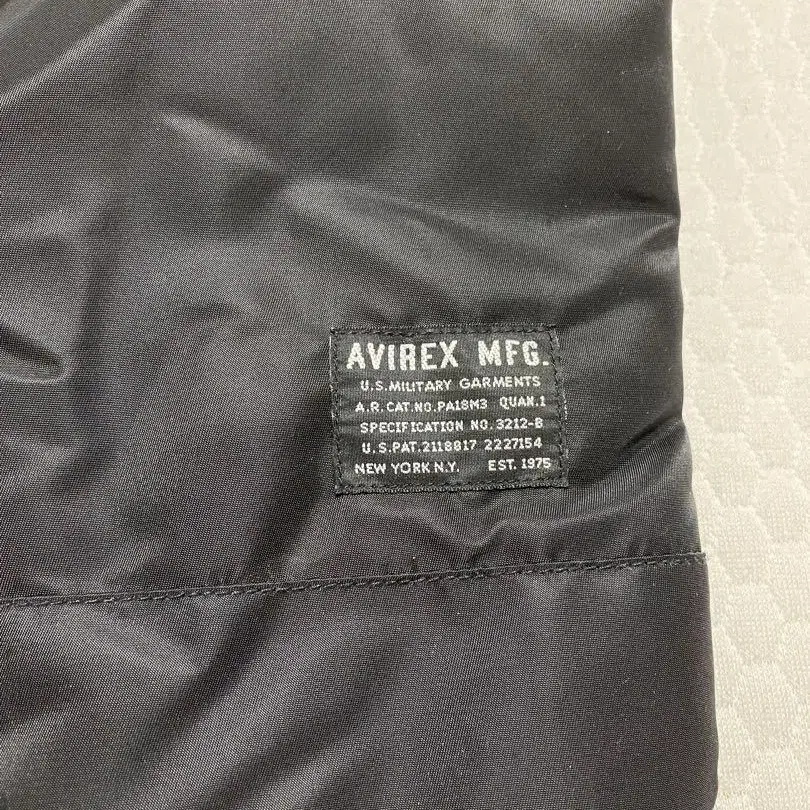 AVIREX MFG.
U.S.MILITARY GARMENTS
A.R.CAT.NO.PA18M3 QUAN.1
SPECIFICATION NO.3212-B
U.S.PAT.2118817 2227154
NEW YORK N.Y. EST.1975